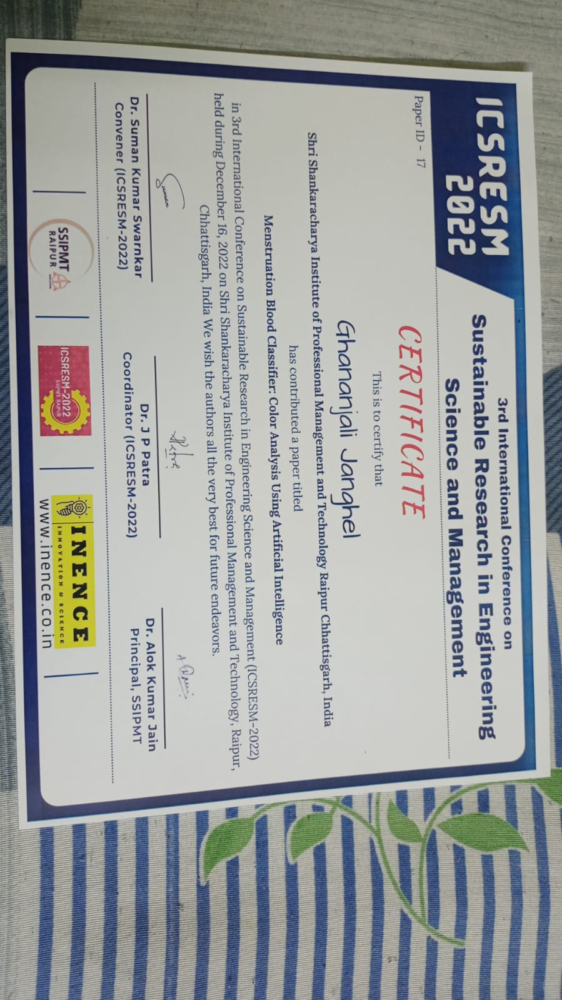 ICSRESM
2022
3rd International Conference on
Sustainable Research in Engineering
Science and Management
Paper ID - 17
CERTIFICATE
This is to certify that
Ghananjali Janghel
Shri Shankaracharya Institute of Professional Management and Technology Raipur Chhattisgarh, India
has contributed a paper titled
Menstruation Blood Classifier: Color Analysis Using Artificial Intelligence
in 3rd International Conference on Sustainable Research in Engineering Science and Management (ICSRESM-2022)
held during December 16, 2022 on Shri Shankaracharya Institute of Professional Management and Technology, Raipur,
Chhattisgarh, India We wish the authors all the very best for future endeavors.
Suman
Dr. Suman Kumar Swarnkar
Convener (ICSRESM-2022)
Dr. J P Patra
Coordinator (ICSRESM-2022)
Dr. Alok Kumar Jain
Principal, SSIPMT
SSIPMT
RAIPUR
ICSRESM-2022
SSIPMT, RAIPUR
INENCE
INNOVATION & SCIENCE
www.inence.co.in